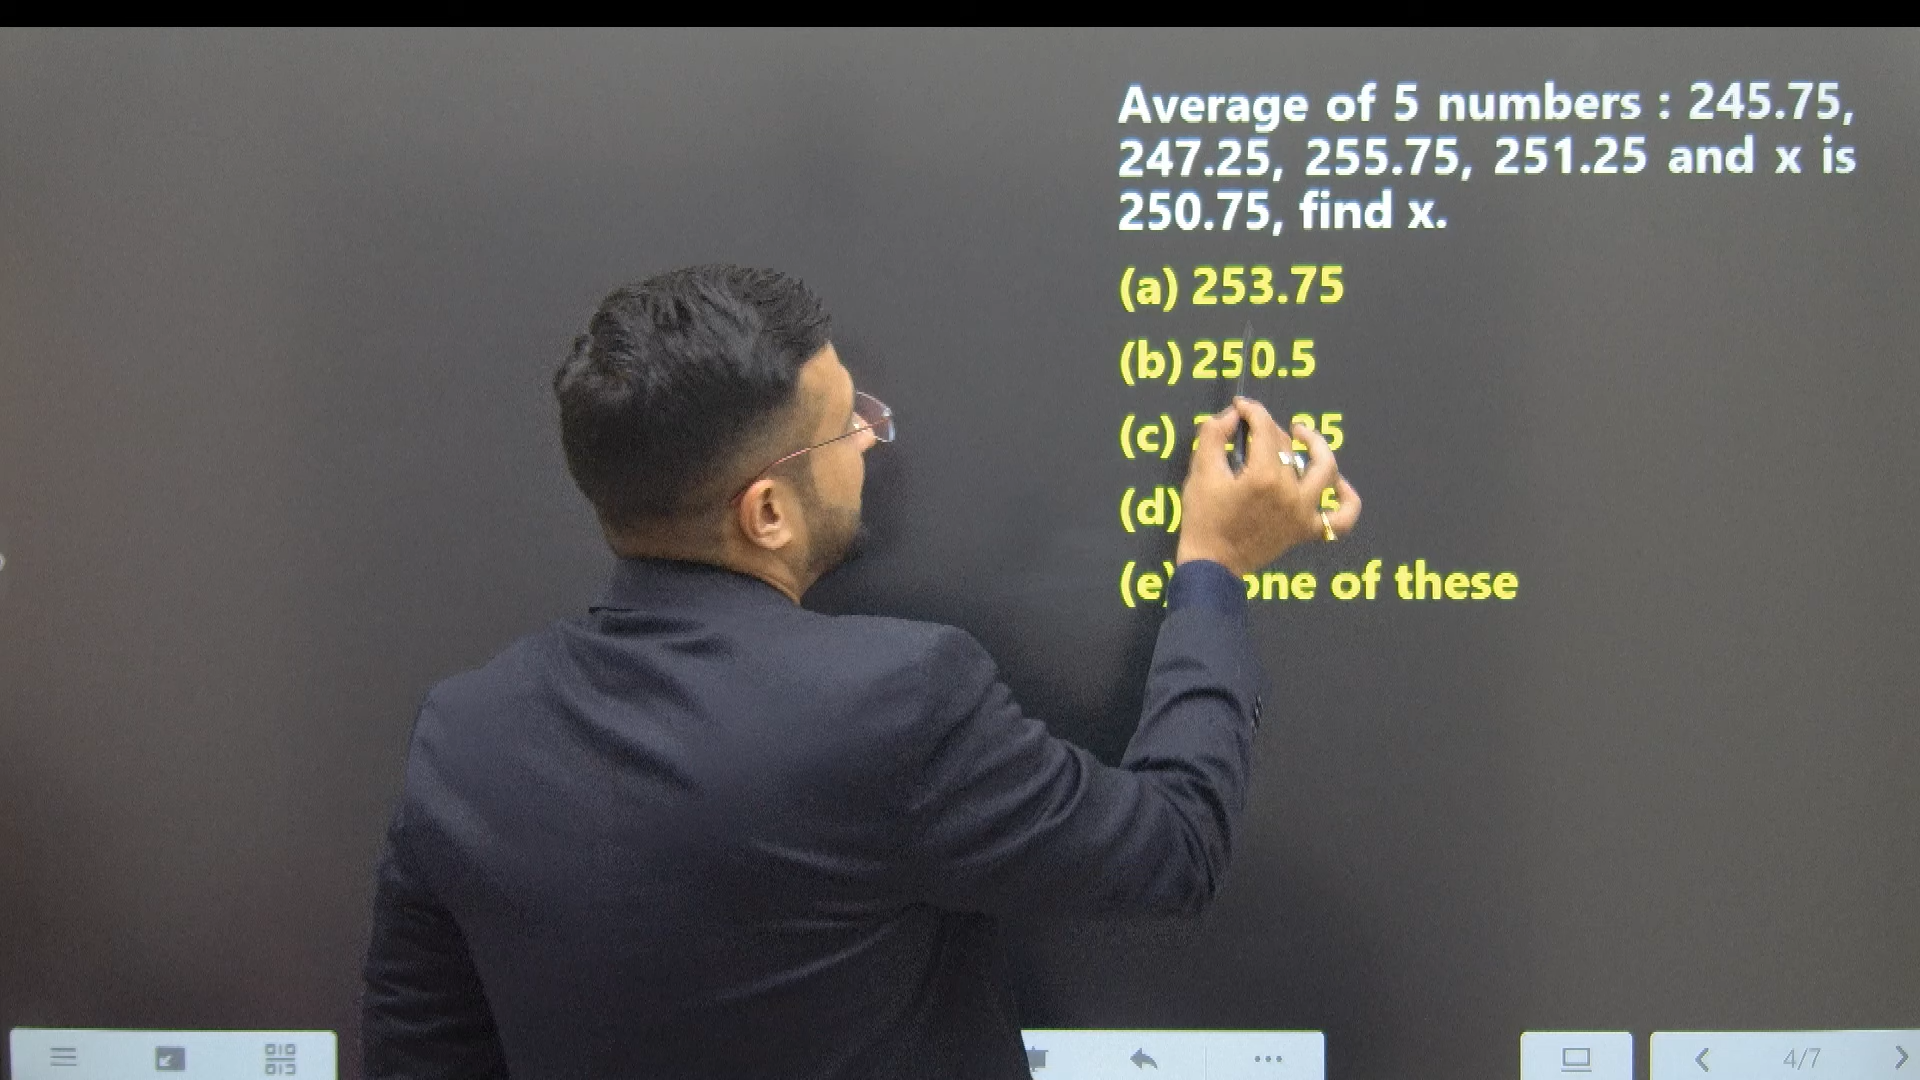 Average of 5 numbers : 245.75,
247.25, 255.75, 251.25 and x is
250.75, find x.
(a) 253.75
(b) 250.5
(c)
(d)
(e) of these
4/7